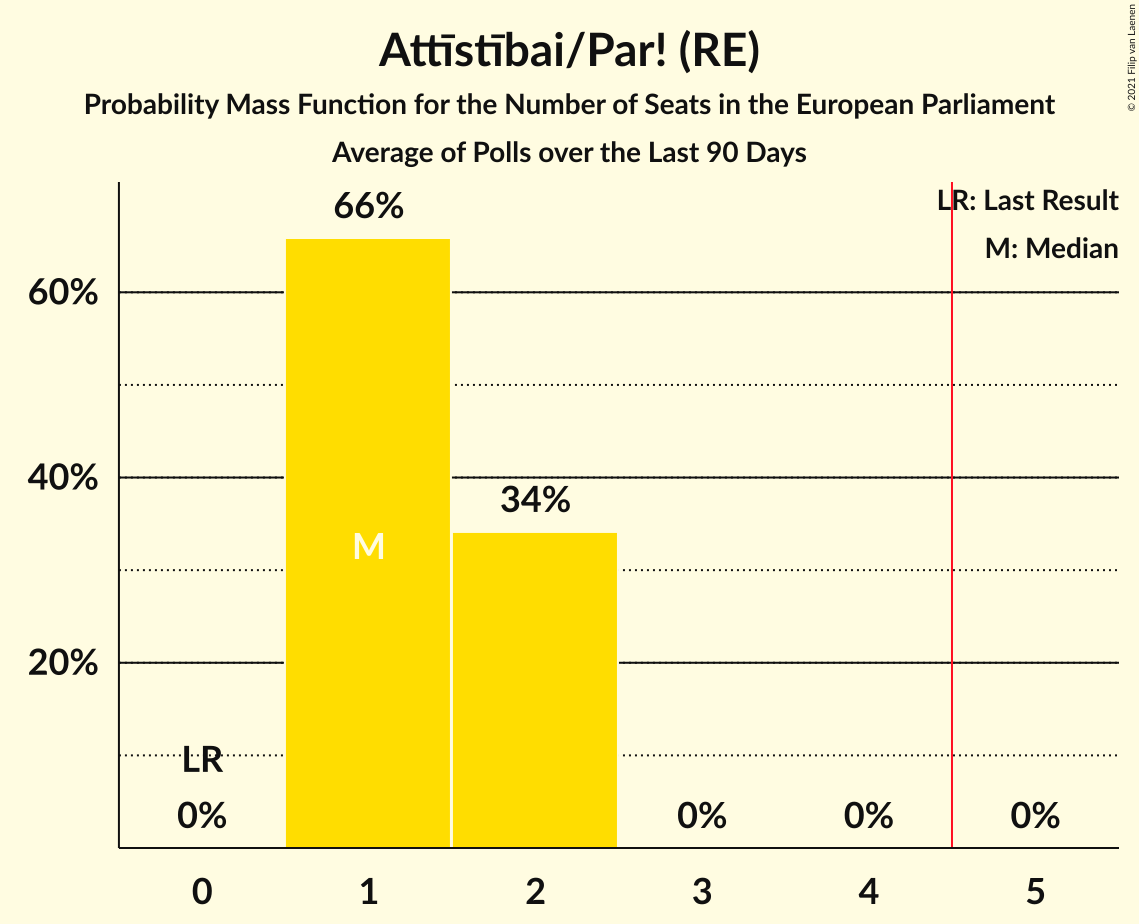 Attīstībai/Par! (RE)
Probability Mass Function for the Number of Seats in the European Parliament
Average of Polls over the Last 90 Days
© 2021 Filip van Laenen
LR: Last Result
M: Median
66%
60%
40%
34%
M
20%
LR
0%
0%
0%
0%
0
1
2
3
4
5